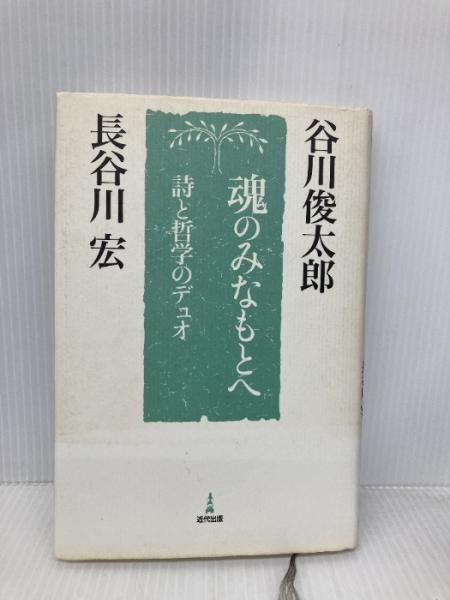 谷川俊太郎
魂のみなもとへ
詩と哲学のデュオ
長谷川 宏
近代出版